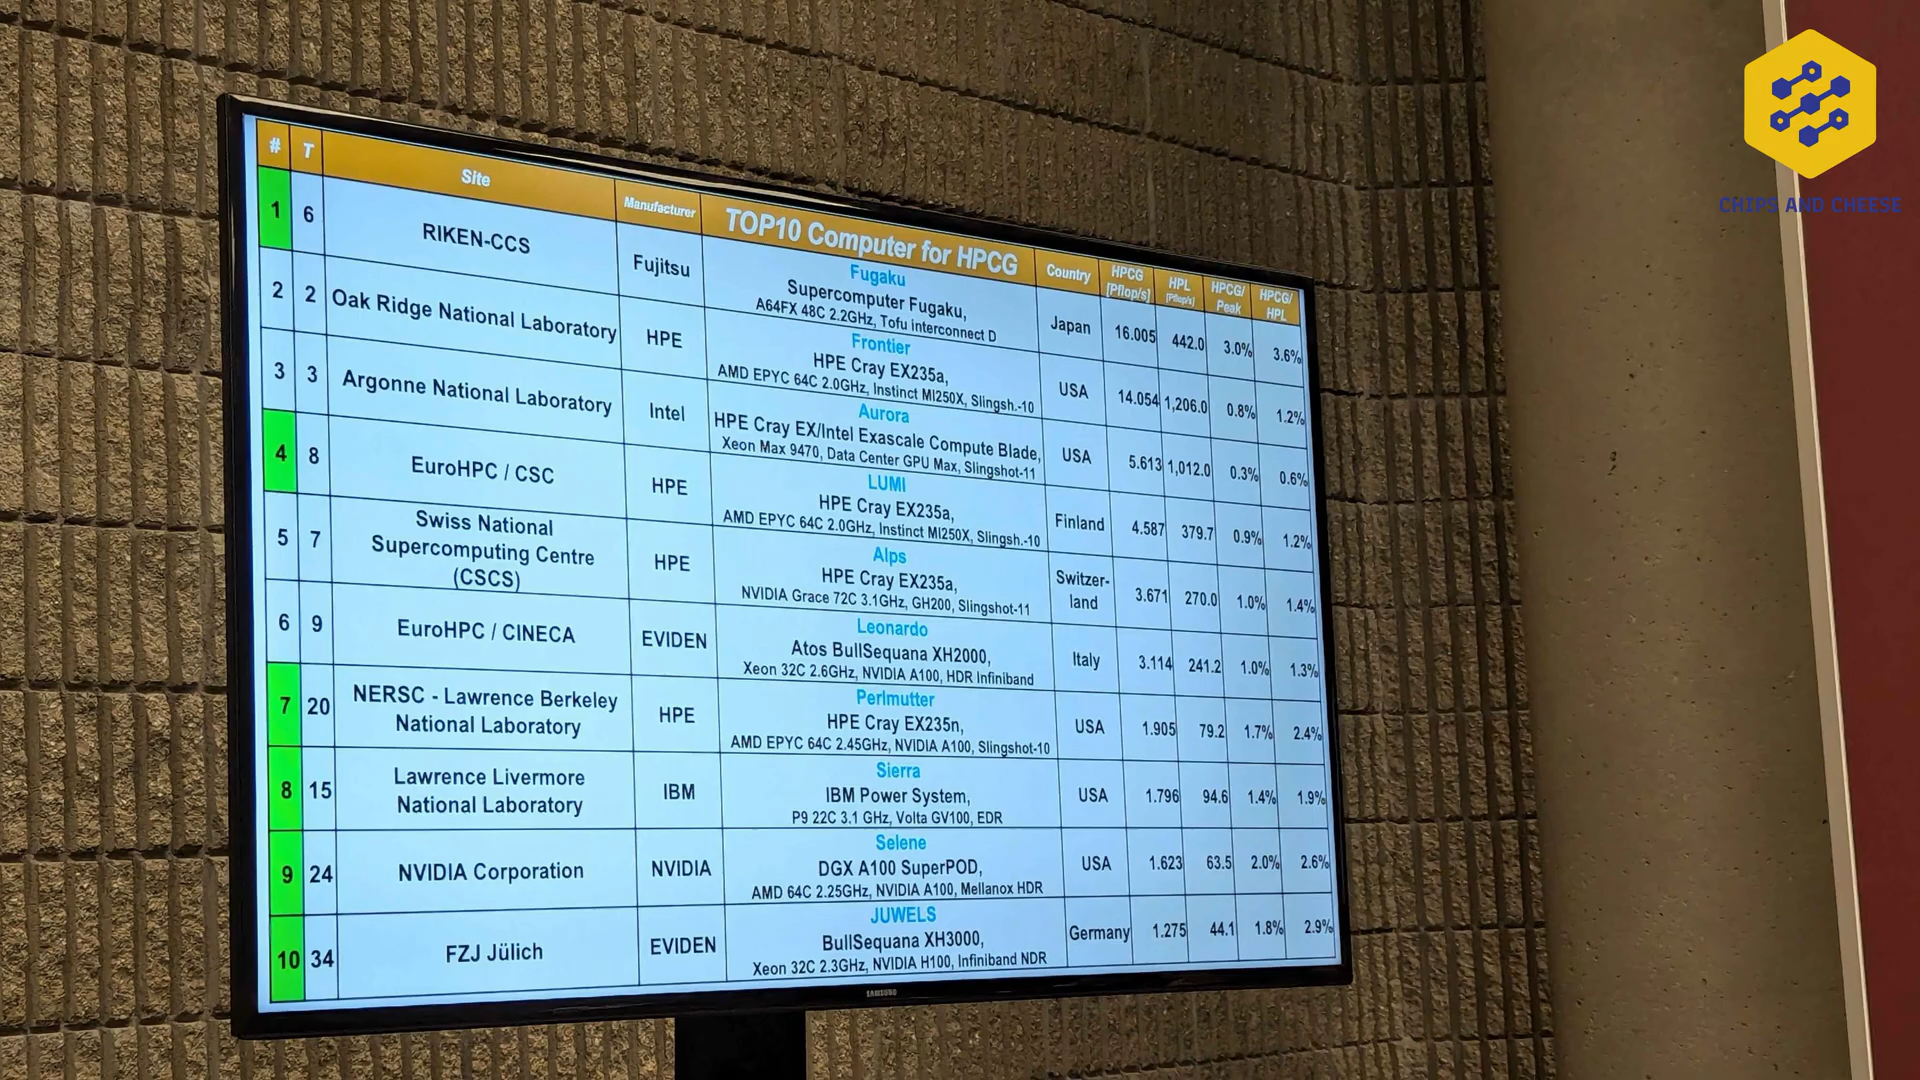 CHIPS AND CHEESE
# T Site Manufacturer TOP10 Computer for HPCG Country HPCG [Pflop/s] HPL [Pflop/s] HPCG/ Peak HPCG/ HPL
1 6 RIKEN-CCS Fujitsu
Fugaku
Supercomputer Fugaku,
A64FX 48C 2.2GHz, Tofu interconnect D
Japan 16.005 442.0 3.0% 3.6%
2 2 Oak Ridge National Laboratory HPE
Frontier
HPE Cray EX235a,
AMD EPYC 64C 2.0GHz, Instinct MI250X, Slingsh.-10
USA 14.054 1,206.0 0.8% 1.2%
3 3 Argonne National Laboratory Intel
Aurora
HPE Cray EX/Intel Exascale Compute Blade,
Xeon Max 9470, Data Center GPU Max, Slingshot-11
USA 5.613 1,012.0 0.3% 0.6%
4 8 EuroHPC / CSC HPE
LUMI
HPE Cray EX235a,
AMD EPYC 64C 2.0GHz, Instinct MI250X, Slingsh.-10
Finland 4.587 379.7 0.9% 1.2%
5 7
Swiss National
Supercomputing Centre
(CSCS)
HPE
Alps
HPE Cray EX235a,
NVIDIA Grace 72C 3.1GHz, GH200, Slingshot-11
Switzer-
land
3.671 270.0 1.0% 1.4%
6 9 EuroHPC / CINECA EVIDEN
Leonardo
Atos BullSequana XH2000,
Xeon 32C 2.6GHz, NVIDIA A100, HDR Infiniband
Italy 3.114 241.2 1.0% 1.3%
7 20
NERSC - Lawrence Berkeley
National Laboratory
HPE
Perlmutter
HPE Cray EX235n,
AMD EPYC 64C 2.45GHz, NVIDIA A100, Slingshot-10
USA 1.905 79.2 1.7% 2.4%
8 15
Lawrence Livermore
National Laboratory
IBM
Sierra
IBM Power System,
P9 22C 3.1 GHz, Volta GV100, EDR
USA 1.796 94.6 1.4% 1.9%
9 24 NVIDIA Corporation NVIDIA
Selene
DGX A100 SuperPOD,
AMD 64C 2.25GHz, NVIDIA A100, Mellanox HDR
USA 1.623 63.5 2.0% 2.6%
10 34 FZJ Jülich EVIDEN
JUWELS
BullSequana XH3000,
Xeon 32C 2.3GHz, NVIDIA H100, Infiniband NDR
Germany 1.275 44.1 1.8% 2.9%
SAMSUNG